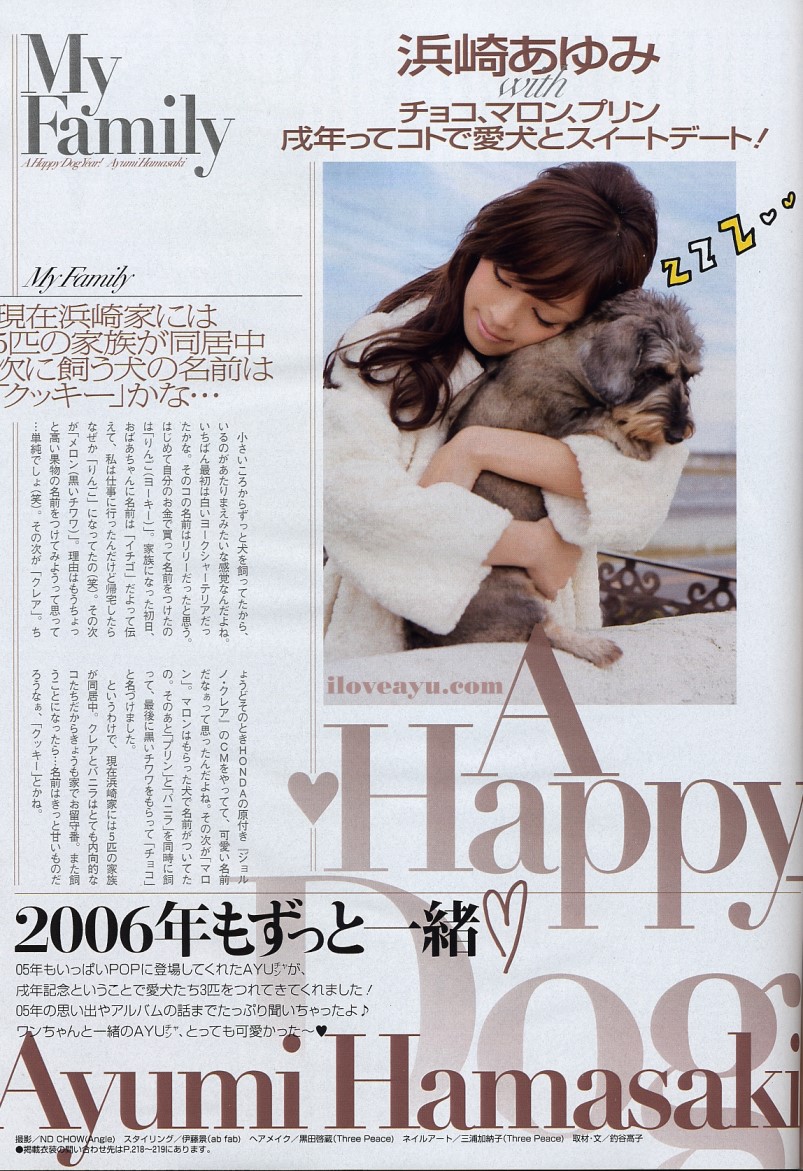 My
Family
A Happy Dog Year! Ayumi Hamasaki
浜崎あゆみ
with
チョコ、マロン、プリン
戌年ってコトで愛犬とスイートデート!
My Family
現在浜崎家には
5匹の家族が同居中
次に飼う犬の名前は
「クッキー」かな…
小さいころからずっと犬を飼ってたから、
いるのがあたりまえみたいな感覚なんだよね。
いちばん最初は白いヨークシャーテリアだっ
たかな。そのコの名前はリリーだったと思う。
はじめて自分のお金で買って名前をつけたの
は「りんご(ヨーキー)」。家族になった初日、
おばあちゃんに名前は「イチゴ」だよって伝
えて、私は仕事に行ったんだけど帰宅したら
なぜか「りんご」になってたの(笑)。その次
が「メロン(黒いチワワ)」。理由はもうちょっ
と高い果物の名前をつけてみようって思って
…単純でしょ(笑)。その次が「クレア」。ち
ょうどそのときHONDAの原付き「ジョル
ノ・クレア」のCMをやってて、可愛い名前
だなぁって思ったんだよね。その次が「マロ
ン」。マロンはもらった犬で名前がついてた
の。そのあと「プリン」と「バニラ」を同時に飼
って、最後に黒いチワワをもらって「チョコ」
と名づけました。
というわけで、現在浜崎家には5匹の家族
が同居中。クレアとバニラはとても内向的な
コたちだからきょうも家でお留守番。また飼
うことになったら…名前はきっと甘いものだ
ろうなぁ、「クッキー」とかね。
zzz
iloveayu.com
A
Happy
Dog
2006年もずっと一緒
05年もいっぱいPOPに登場してくれたAYUが、
戌年記念ということで愛犬たち3匹をつれてきてくれました!
05年の思い出やアルバムの話までたっぷり聞いちゃったよ♪
ワンちゃんと一緒のAYU、とっても可愛かった〜♥
Ayumi Hamasaki
撮影/ND CHOW(Angle) スタイリング/伊藤景(ab fab) ヘアメイク/黒田啓蔵(Three Peace) ネイルアート/三浦加納子(Three Peace) 取材・文/釣谷髙子
●掲載衣装の問い合わせ先はP.218〜219にあります。